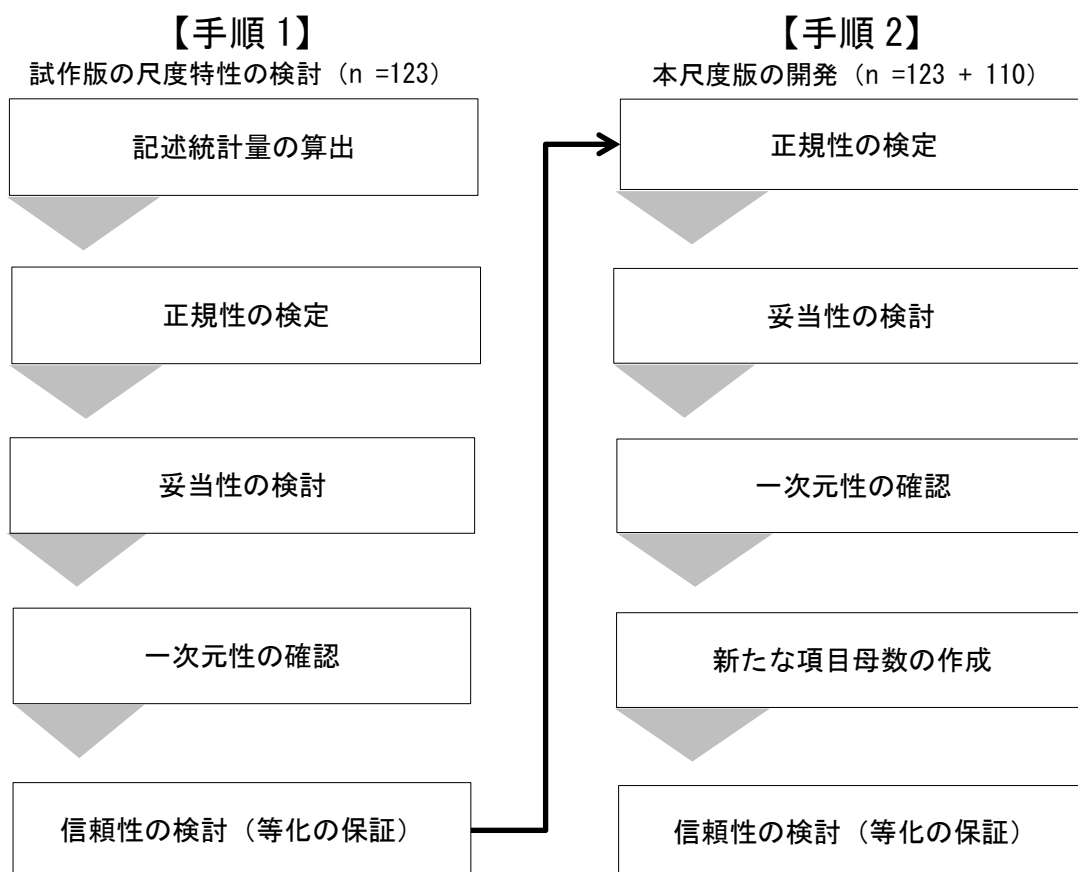 【手順 1】
試作版の尺度特性の検討（n =123）
記述統計量の算出
正規性の検定
妥当性の検討
一次元性の確認
信頼性の検討（等化の保証）
【手順 2】
本尺度版の開発（n =123 + 110）
正規性の検定
妥当性の検討
一次元性の確認
新たな項目母数の作成
信頼性の検討（等化の保証）